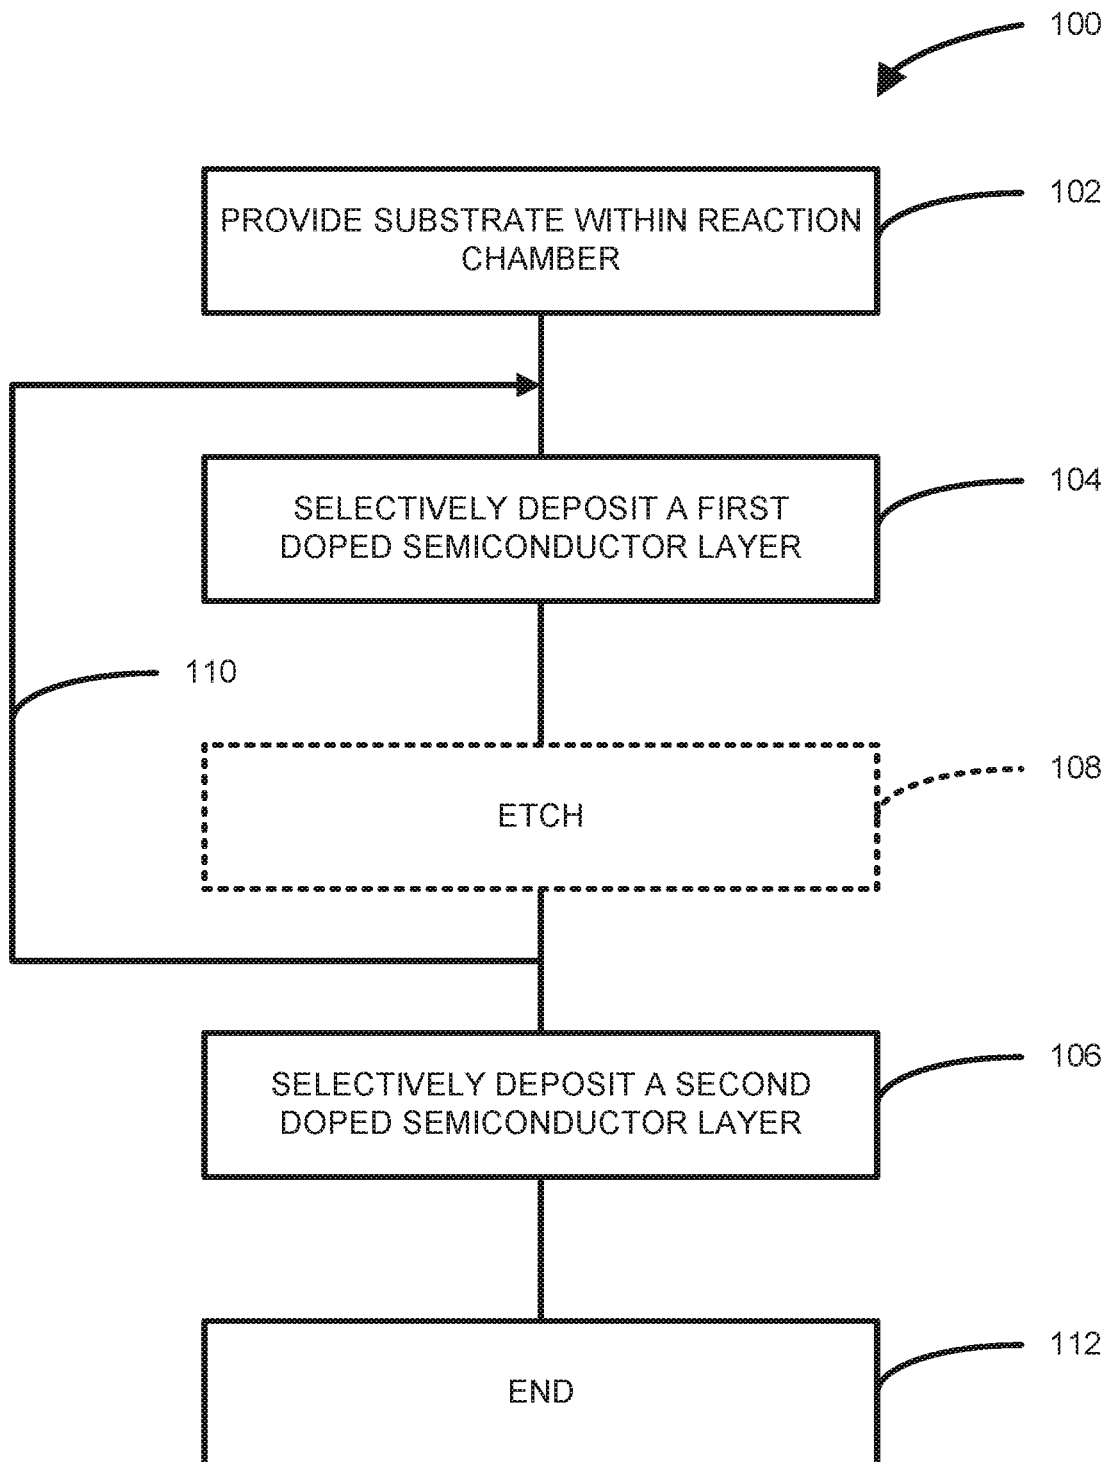 100
PROVIDE SUBSTRATE WITHIN REACTION
CHAMBER
102
SELECTIVELY DEPOSIT A FIRST
DOPED SEMICONDUCTOR LAYER
104
110
ETCH
108
SELECTIVELY DEPOSIT A SECOND
DOPED SEMICONDUCTOR LAYER
106
END
112